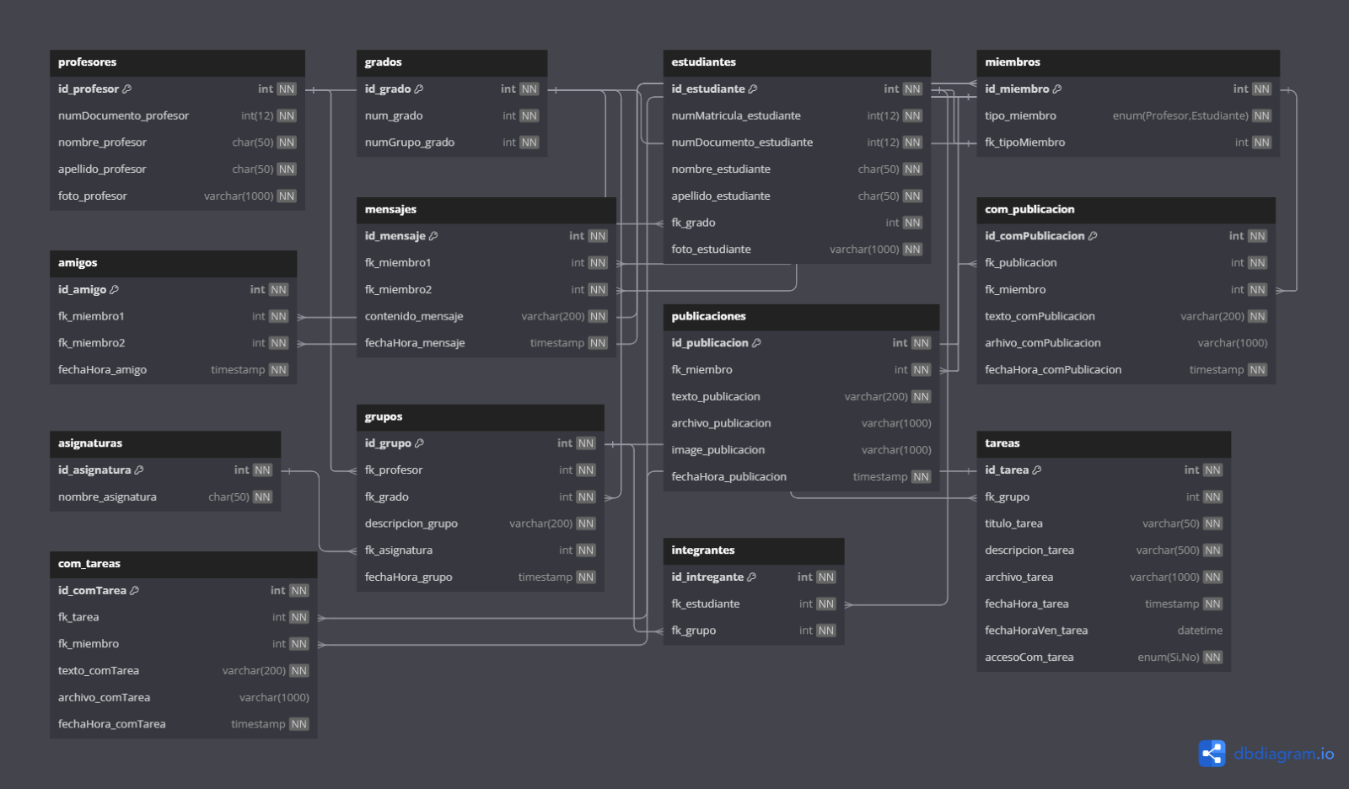 profesores
id_profesor int NN
numDocumento_profesor int(12) NN
nombre_profesor char(50) NN
apellido_profesor char(50) NN
foto_profesor varchar(1000) NN
amigos
id_amigo int NN
fk_miembro1 int NN
fk_miembro2 int NN
fechaHora_amigo timestamp NN
asignaturas
id_asignatura int NN
nombre_asignatura char(50) NN
com_tareas
id_comTarea int NN
fk_tarea int NN
fk_miembro int NN
texto_comTarea varchar(200) NN
archivo_comTarea varchar(1000)
fechaHora_comTarea timestamp NN
grados
id_grado int NN
num_grado int NN
numGrupo_grado int NN
mensajes
id_mensaje int NN
fk_miembro1 int NN
fk_miembro2 int NN
contenido_mensaje varchar(200) NN
fechaHora_mensaje timestamp NN
grupos
id_grupo int NN
fk_profesor int NN
fk_grado int NN
descripcion_grupo varchar(200) NN
fk_asignatura int NN
fechaHora_grupo timestamp NN
estudiantes
id_estudiante int NN
numMatricula_estudiante int(12) NN
numDocumento_estudiante int(12) NN
nombre_estudiante char(50) NN
apellido_estudiante char(50) NN
fk_grado int NN
foto_estudiante varchar(1000) NN
publicaciones
id_publicacion int NN
fk_miembro int NN
texto_publicacion varchar(200) NN
archivo_publicacion varchar(1000)
image_publicacion varchar(1000)
fechaHora_publicacion timestamp NN
integrantes
id_intregante int NN
fk_estudiante int NN
fk_grupo int NN
miembros
id_miembro int NN
tipo_miembro enum(Profesor,Estudiante) NN
fk_tipoMiembro int NN
com_publicacion
id_comPublicacion int NN
fk_publicacion int NN
fk_miembro int NN
texto_comPublicacion varchar(200) NN
arhivo_comPublicacion varchar(1000)
fechaHora_comPublicacion timestamp NN
tareas
id_tarea int NN
fk_grupo int NN
titulo_tarea varchar(50) NN
descripcion_tarea varchar(500) NN
archivo_tarea varchar(1000) NN
fechaHora_tarea timestamp NN
fechaHoraVen_tarea datetime
accesoCom_tarea enum(Si,No) NN
dbdiagram.io